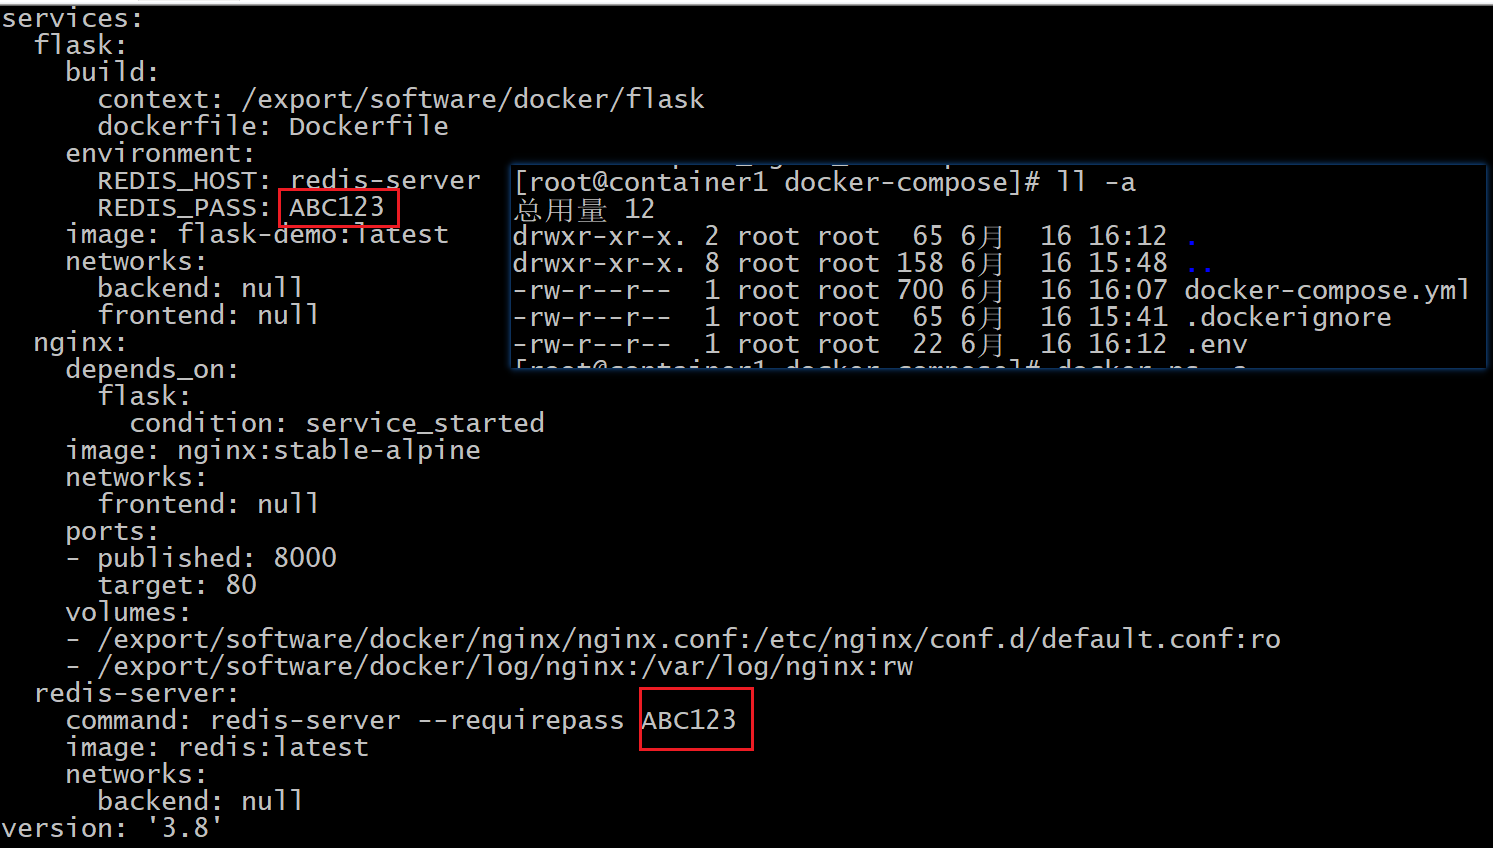 services:
  flask:
    build:
      context: /export/software/docker/flask
      dockerfile: Dockerfile
    environment:
      REDIS_HOST: redis-server
      REDIS_PASS: ABC123
    image: flask-demo:latest
    networks:
      backend: null
      frontend: null
  nginx:
    depends_on:
      flask:
        condition: service_started
    image: nginx:stable-alpine
    networks:
      frontend: null
    ports:
    - published: 8000
      target: 80
    volumes:
    - /export/software/docker/nginx/nginx.conf:/etc/nginx/conf.d/default.conf:ro
    - /export/software/docker/log/nginx:/var/log/nginx:rw
  redis-server:
    command: redis-server --requirepass ABC123
    image: redis:latest
    networks:
      backend: null
version: '3.8'
[root@container1 docker-compose]# ll -a
总用量 12
drwxr-xr-x. 2 root root  65 6月  16 16:12 .
drwxr-xr-x. 8 root root 158 6月  16 15:48 ..
-rw-r--r--  1 root root 700 6月  16 16:07 docker-compose.yml
-rw-r--r--  1 root root  65 6月  16 15:41 .dockerignore
-rw-r--r--  1 root root  22 6月  16 16:12 .env
[root@container1 docker-compose]# docker ps -a